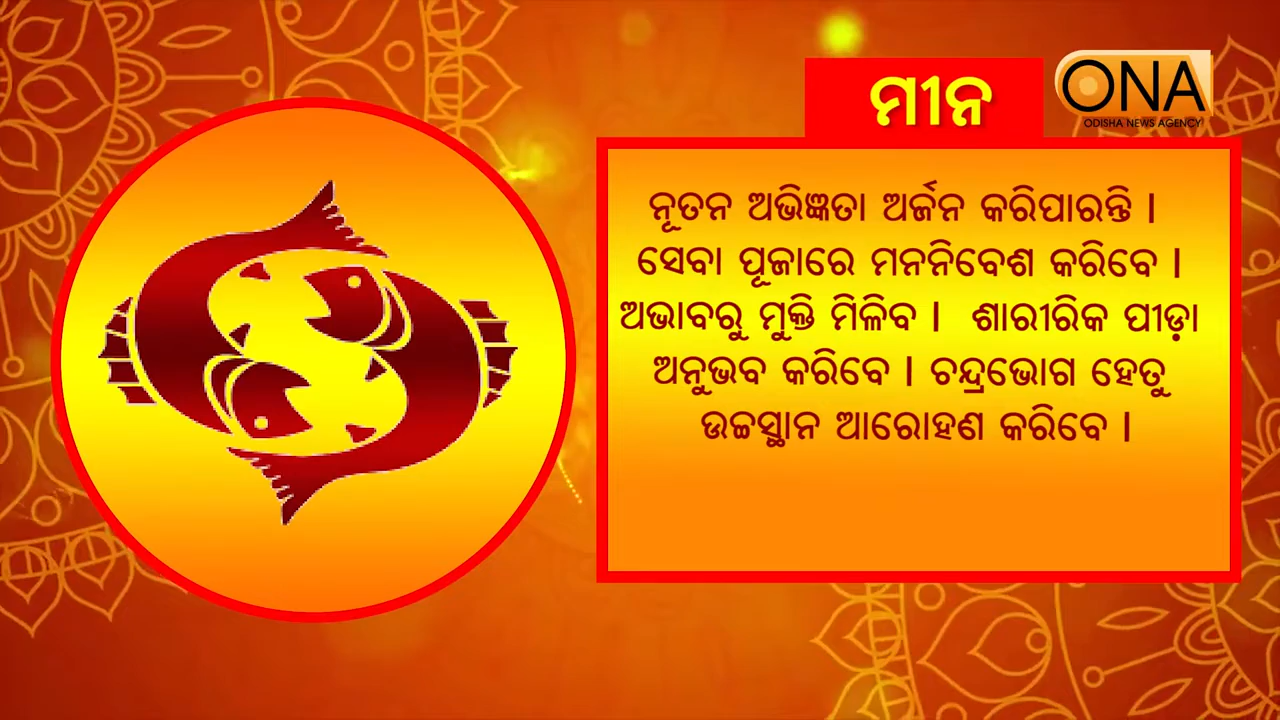 ମୀନ
ONA
ODISHA NEWS AGENCY
ନୂତନ ଅଭିଜ୍ଞତା ଅର୍ଜନ କରିପାରନ୍ତି ।
ସେବା ପୂଜାରେ ମନନିବେଶ କରିବେ ।
ଅଭାବରୁ ମୁକ୍ତି ମିଳିବ । ଶାରୀରିକ ପୀଡ଼ା
ଅନୁଭବ କରିବେ । ଚନ୍ଦ୍ରଭୋଗ ହେତୁ
ଉଚ୍ଚସ୍ଥାନ ଆରୋହଣ କରିବେ ।